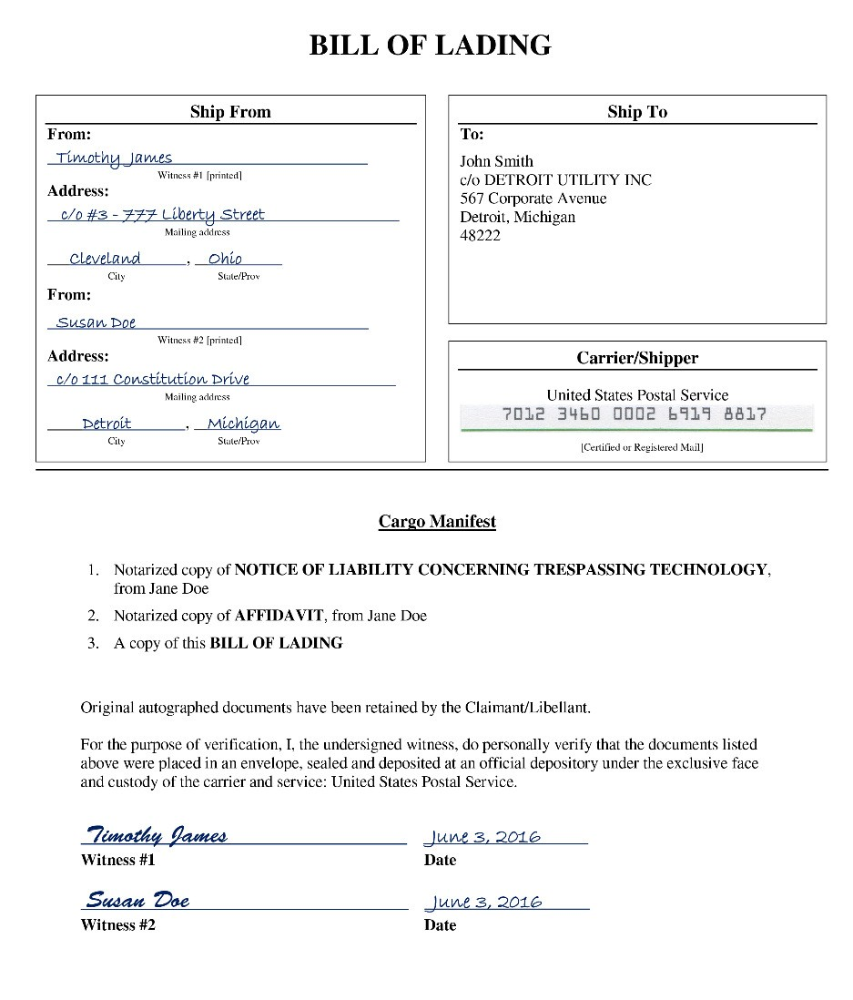 BILL OF LADING
Ship From
From:
Timothy James
Witness #1 [printed]
Address:
c/o #3 - 777 Liberty Street
Mailing address
Cleveland , Ohio
City State/Prov
From:
Susan Doe
Witness #2 [printed]
Address:
c/o 111 Constitution Drive
Mailing address
Detroit , Michigan
City State/Prov
Ship To
To:
John Smith
c/o DETROIT UTILITY INC
567 Corporate Avenue
Detroit, Michigan
48222
Carrier/Shipper
United States Postal Service
7012 3460 0002 6919 8817
[Certified or Registered Mail]
Cargo Manifest
1. Notarized copy of NOTICE OF LIABILITY CONCERNING TRESPASSING TECHNOLOGY,
from Jane Doe
2. Notarized copy of AFFIDAVIT, from Jane Doe
3. A copy of this BILL OF LADING
Original autographed documents have been retained by the Claimant/Libellant.
For the purpose of verification, I, the undersigned witness, do personally verify that the documents listed
above were placed in an envelope, sealed and deposited at an official depository under the exclusive face
and custody of the carrier and service: United States Postal Service.
Timothy James June 3, 2016
Witness #1 Date
Susan Doe June 3, 2016
Witness #2 Date